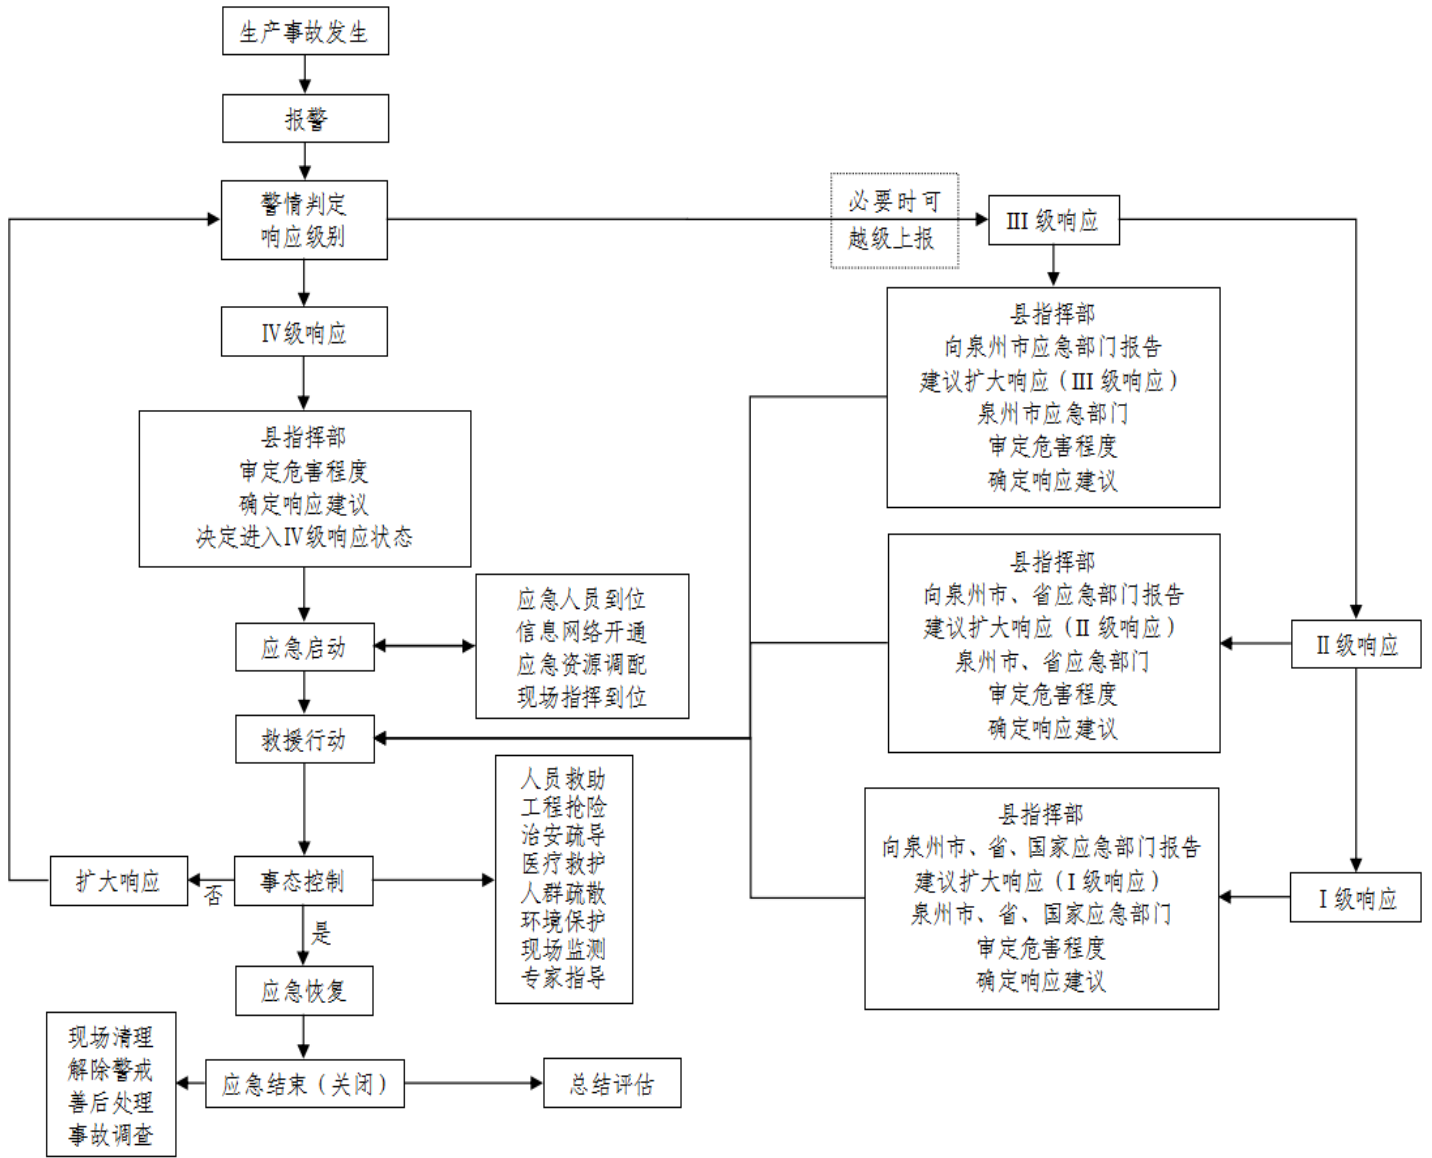 生产事故发生
报警
警情判定
响应级别
必要时可
越级上报
III 级响应
IV级响应
县指挥部
审定危害程度
确定响应建议
决定进入IV级响应状态
县指挥部
向泉州市应急部门报告
建议扩大响应（III 级响应）
泉州市应急部门
审定危害程度
确定响应建议
应急启动
应急人员到位
信息网络开通
应急资源调配
现场指挥到位
县指挥部
向泉州市、省应急部门报告
建议扩大响应（II 级响应）
泉州市、省应急部门
审定危害程度
确定响应建议
II 级响应
救援行动
人员救助
工程抢险
治安疏导
医疗救护
人群疏散
环境保护
现场监测
专家指导
县指挥部
向泉州市、省、国家应急部门报告
建议扩大响应（I 级响应）
泉州市、省、国家应急部门
审定危害程度
确定响应建议
I 级响应
扩大响应
否
事态控制
是
应急恢复
现场清理
解除警戒
善后处理
事故调查
应急结束（关闭）
总结评估